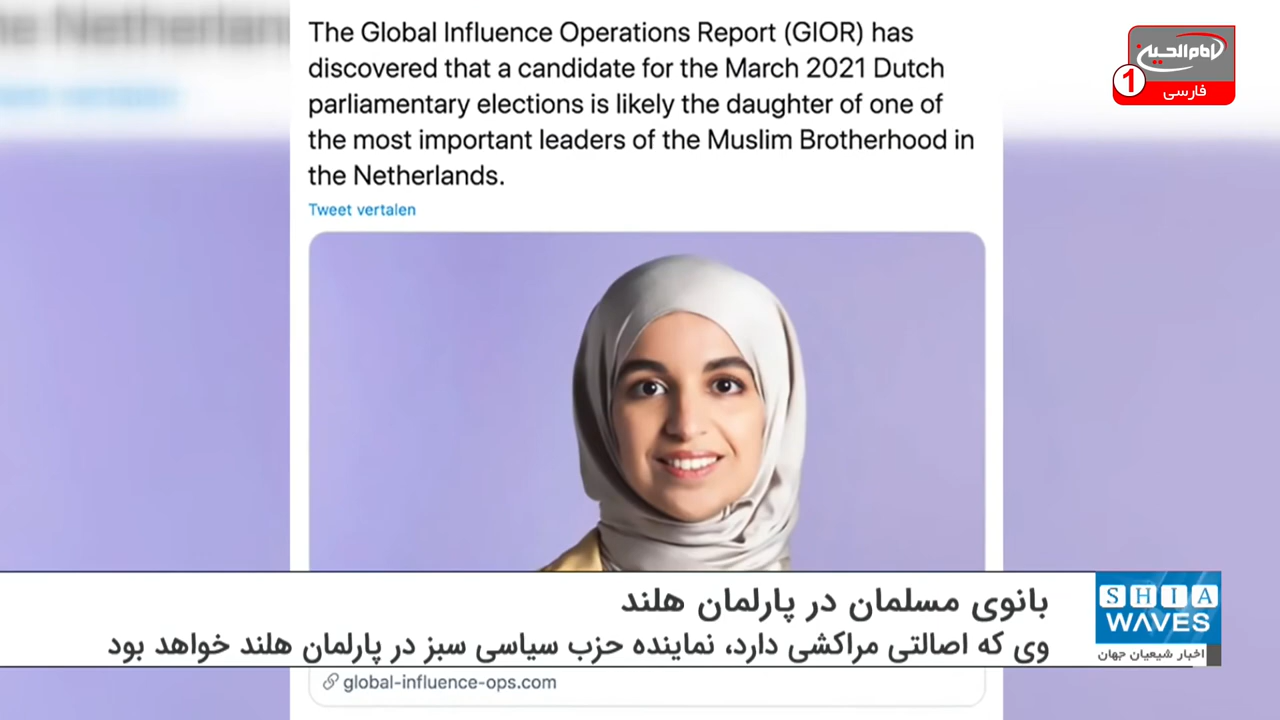 The Global Influence Operations Report (GIOR) has
discovered that a candidate for the March 2021 Dutch
parliamentary elections is likely the daughter of one of
the most important leaders of the Muslim Brotherhood in
the Netherlands.
Tweet vertalen
امام الحسین
1
فارسی
بانوی مسلمان در پارلمان هلند
وی که اصالتی مراکشی دارد، نماینده حزب سیاسی سبز در پارلمان هلند خواهد بود
SHIA
WAVES
اخبار شیعیان جهان
global-influence-ops.com